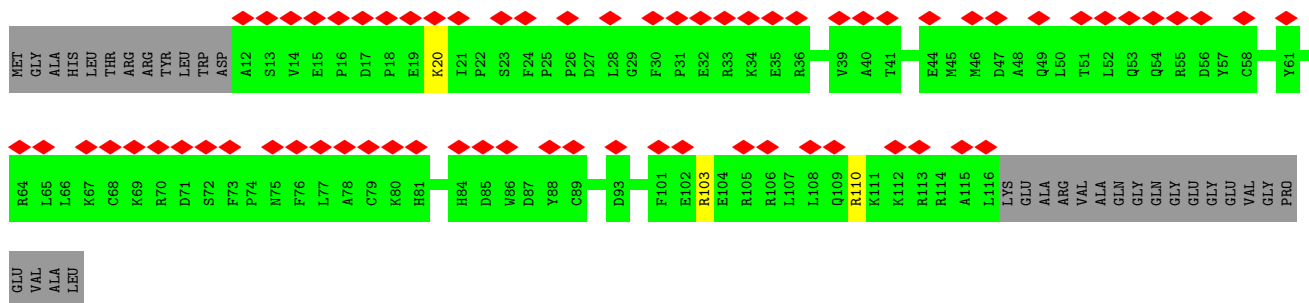 MET GLY ALA HIS LEU THR ARG ARG TYR LEU TRP ASP A12 S13 V14 E15 P16 D17 P18 E19 K20 I21 P22 S23 F24 P25 P26 D27 L28 G29 F30 P31 E32 R33 K34 E35 R36 V39 A40 T41 E44 M45 M46 D47 A48 Q49 L50 T51 L52 Q53 Q54 R55 D56 Y57 C58 Y61
R64 L65 L66 K67 C68 K69 R70 D71 S72 F73 P74 N75 F76 L77 A78 C79 K80 H81 H84 D85 W86 D87 Y88 C89 D93 F101 E102 R103 E104 R105 R106 L107 L108 Q109 R110 K111 K112 R113 R114 A115 L116 LYS GLU ALA ARG VAL ALA GLN GLY GLN GLY GLU GLY GLU VAL GLY PRO
GLU VAL ALA LEU